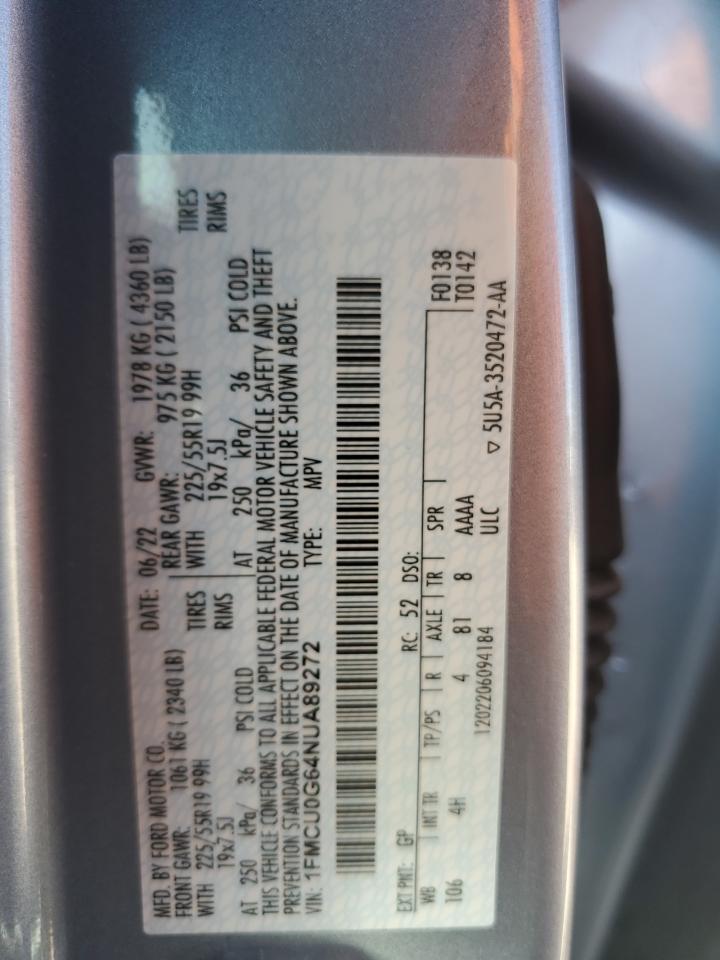 MFD. BY FORD MOTOR CO.
DATE: 06/22 GVWR: 1978 KG ( 4360 LB)
FRONT GAWR: 1061 KG ( 2340 LB) REAR GAWR: 975 KG ( 2150 LB)
WITH 225/55R19 99H TIRES WITH 225/55R19 99H TIRES
19x7.5J RIMS 19x7.5J RIMS
AT 250 kPa/ 36 PSI COLD AT 250 kPa/ 36 PSI COLD
THIS VEHICLE CONFORMS TO ALL APPLICABLE FEDERAL MOTOR VEHICLE SAFETY AND THEFT
PREVENTION STANDARDS IN EFFECT ON THE DATE OF MANUFACTURE SHOWN ABOVE.
VIN: 1FMCU0G64NUA89272 TYPE: MPV
EXT PNT: GP RC: 52 DSO: F0138
WB INT TR TP/PS R AXLE TR SPR T0142
106 4H 4 81 8 AAAA
ULC
1202206094184 ▽ 5U5A-3520472-AA